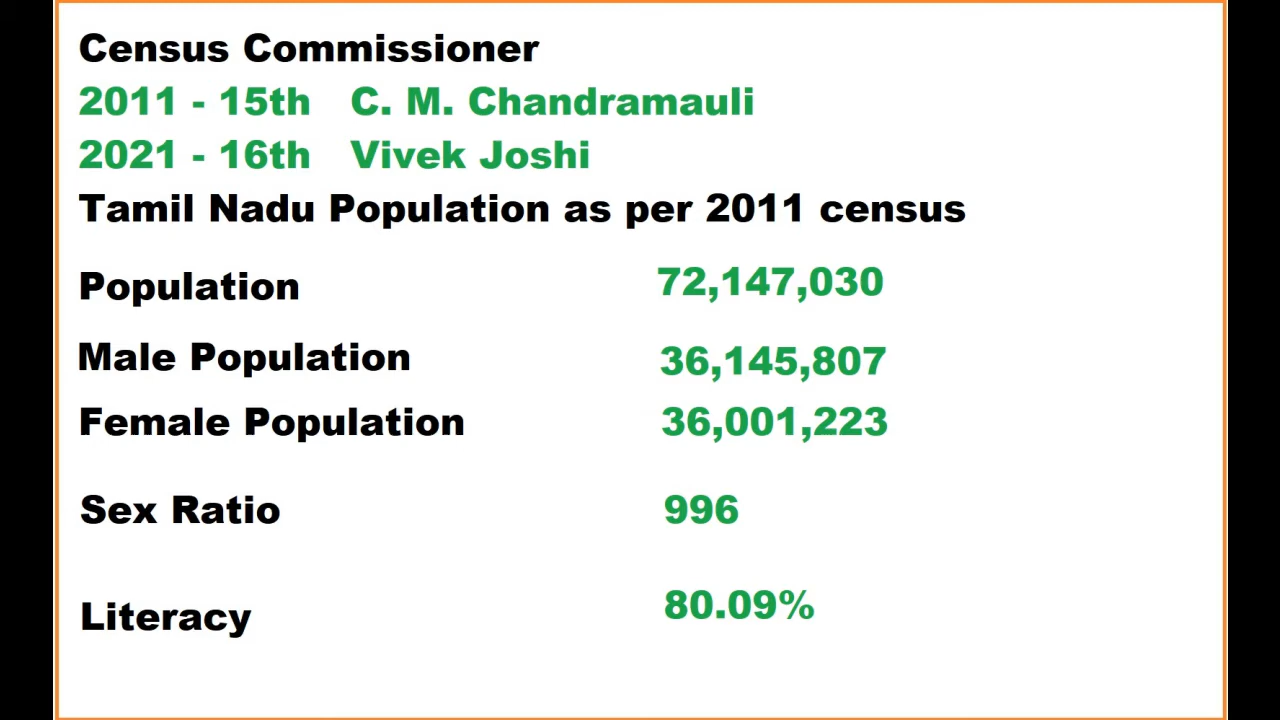 Census Commissioner
2011 - 15th C. M. Chandramauli
2021 - 16th Vivek Joshi
Tamil Nadu Population as per 2011 census
Population 72,147,030
Male Population 36,145,807
Female Population 36,001,223
Sex Ratio 996
Literacy 80.09%